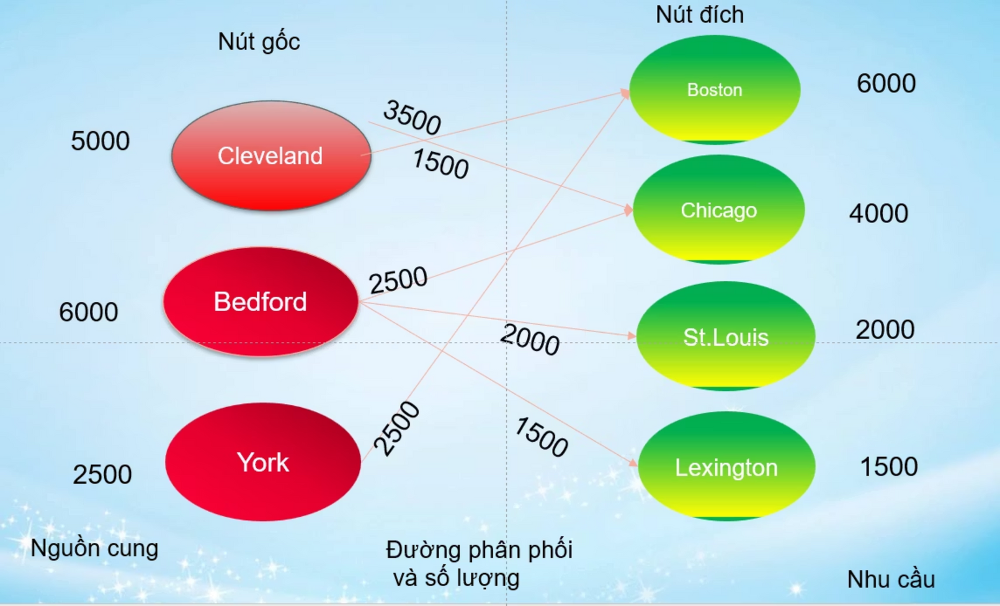 Nút gốc
Nút đích
5000
Cleveland
3500
1500
Boston
6000
Chicago
4000
6000
Bedford
2500
2000
1500
St.Louis
2000
2500
York
2500
Lexington
1500
Nguồn cung
Đường phân phối
và số lượng
Nhu cầu